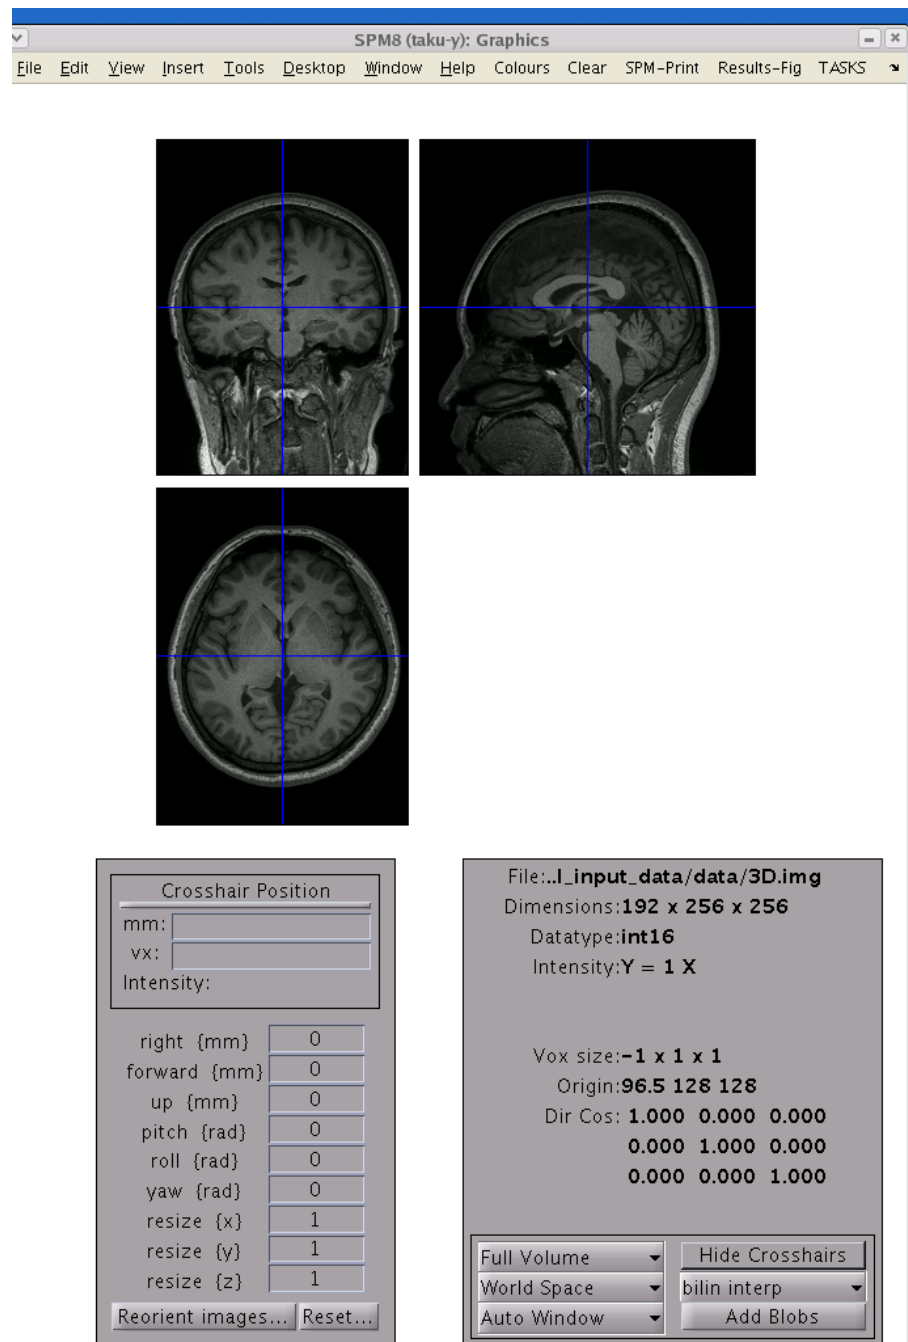 SPM8 (taku-y): Graphics
File Edit View Insert Tools Desktop Window Help Colours Clear SPM-Print Results-Fig TASKS
Crosshair Position
mm:
vx:
Intensity:
right {mm} 0
forward {mm} 0
up {mm} 0
pitch {rad} 0
roll {rad} 0
yaw {rad} 0
resize {x} 1
resize {y} 1
resize {z} 1
Reorient images... Reset...
File:..l_input_data/data/3D.img
Dimensions:192 x 256 x 256
Datatype:int16
Intensity:Y = 1 X
Vox size:-1 x 1 x 1
Origin:96.5 128 128
Dir Cos: 1.000 0.000 0.000
0.000 1.000 0.000
0.000 0.000 1.000
Full Volume Hide Crosshairs
World Space bilin interp
Auto Window Add Blobs